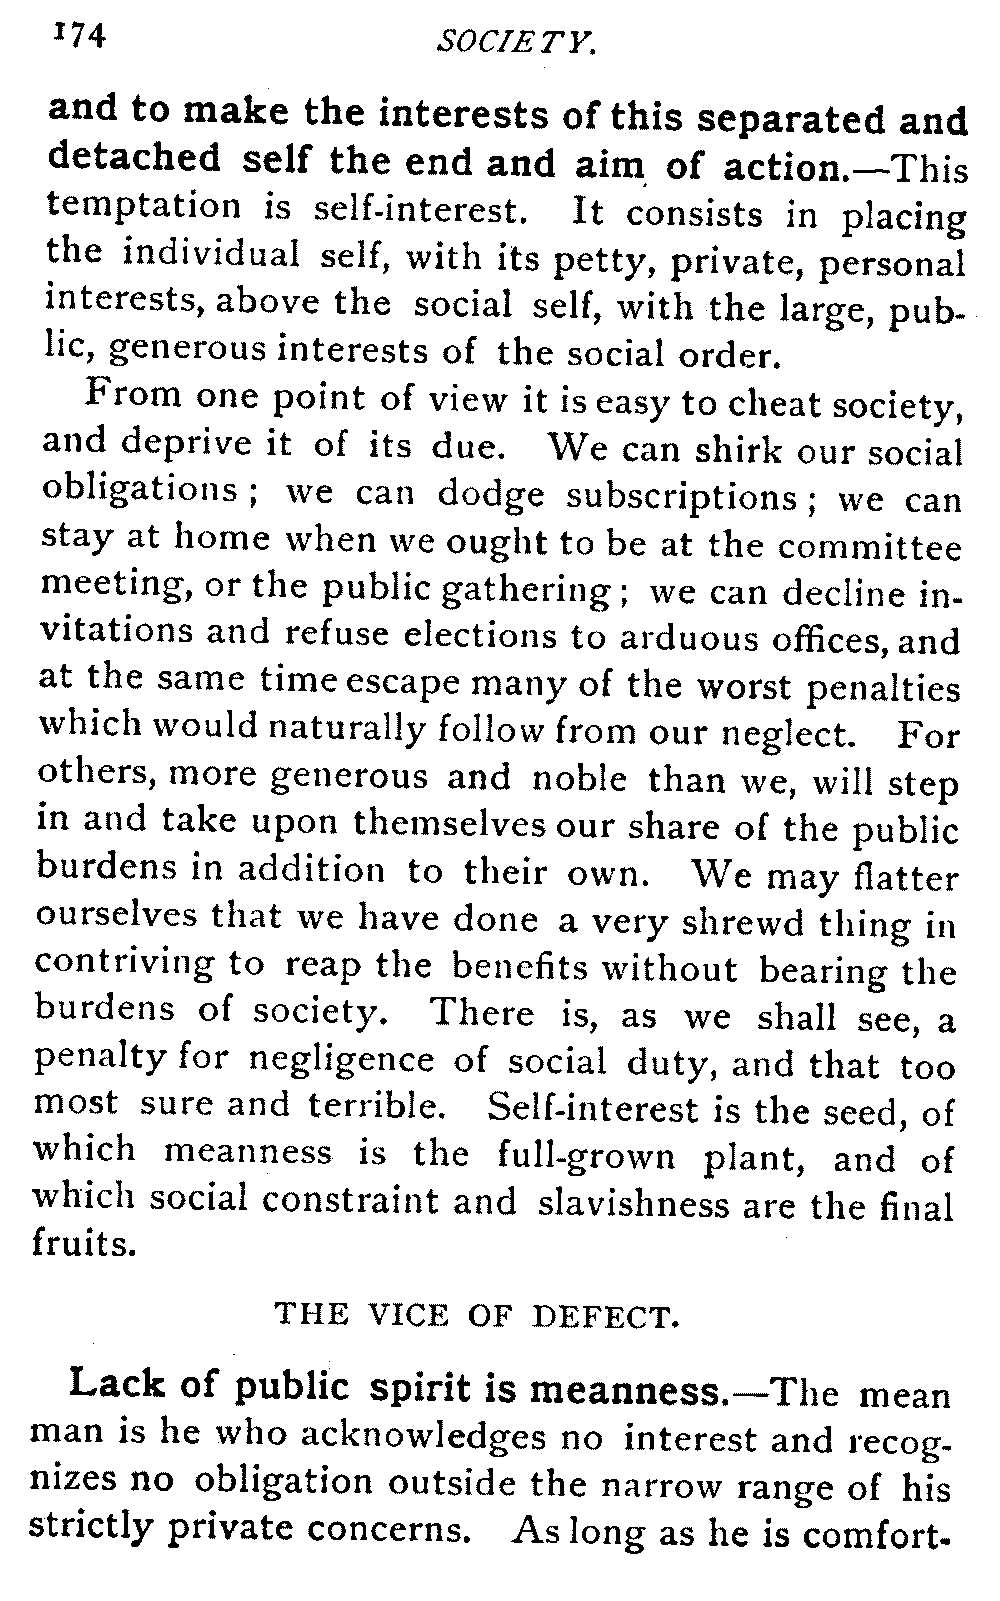 174 SOCIETY.
and to make the interests of this separated and
detached self the end and aim of action.—This
temptation is self-interest. It consists in placing
the individual self, with its petty, private, personal
interests, above the social self, with the large, pub-
lic, generous interests of the social order.
From one point of view it is easy to cheat society,
and deprive it of its due. We can shirk our social
obligations; we can dodge subscriptions; we can
stay at home when we ought to be at the committee
meeting, or the public gathering; we can decline in-
vitations and refuse elections to arduous offices, and
at the same time escape many of the worst penalties
which would naturally follow from our neglect. For
others, more generous and noble than we, will step
in and take upon themselves our share of the public
burdens in addition to their own. We may flatter
ourselves that we have done a very shrewd thing in
contriving to reap the benefits without bearing the
burdens of society. There is, as we shall see, a
penalty for negligence of social duty, and that too
most sure and terrible. Self-interest is the seed, of
which meanness is the full-grown plant, and of
which social constraint and slavishness are the final
fruits.
THE VICE OF DEFECT.
Lack of public spirit is meanness.—The mean
man is he who acknowledges no interest and recog-
nizes no obligation outside the narrow range of his
strictly private concerns. As long as he is comfort-